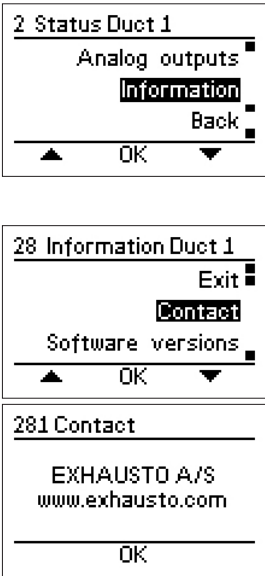 2 Status Duct 1
Analog outputs
Information
Back
OK
28 Information Duct 1
Exit
Contact
Software versions
OK
281 Contact
EXHAUSTO A/S
www.exhausto.com
OK